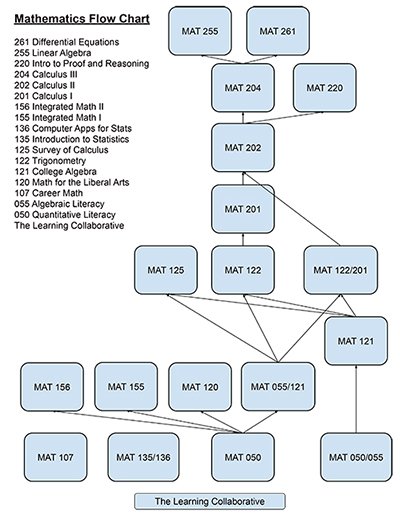 Mathematics Flow Chart
261 Differential Equations
255 Linear Algebra
220 Intro to Proof and Reasoning
204 Calculus III
202 Calculus II
201 Calculus I
156 Integrated Math II
155 Integrated Math I
136 Computer Apps for Stats
135 Introduction to Statistics
125 Survey of Calculus
122 Trigonometry
121 College Algebra
120 Math for the Liberal Arts
107 Career Math
055 Algebraic Literacy
050 Quantitative Literacy
The Learning Collaborative
MAT 255
MAT 261
MAT 204
MAT 220
MAT 202
MAT 201
MAT 125
MAT 122
MAT 122/201
MAT 121
MAT 156
MAT 155
MAT 120
MAT 055/121
MAT 107
MAT 135/136
MAT 050
MAT 050/055
The Learning Collaborative